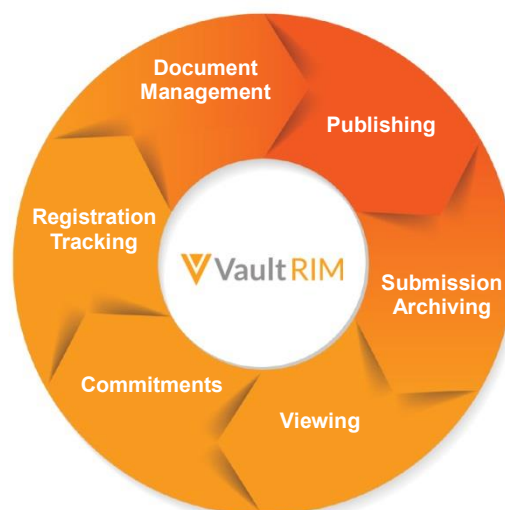 Document
Management
Publishing
Registration
Tracking
Vault RIM
Submission
Archiving
Commitments
Viewing